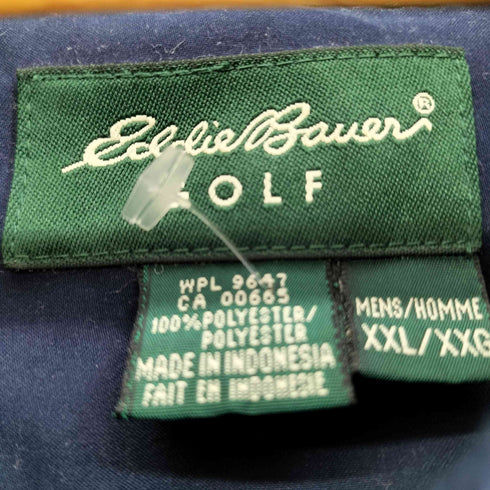 Eddie Bauer®
GOLF
WPL 9647
CA 00665
100% POLYESTER/
POLYESTER
MADE IN INDONESIA
FAIT EN INDONESIE
MENS/HOMME
XXL/XXG